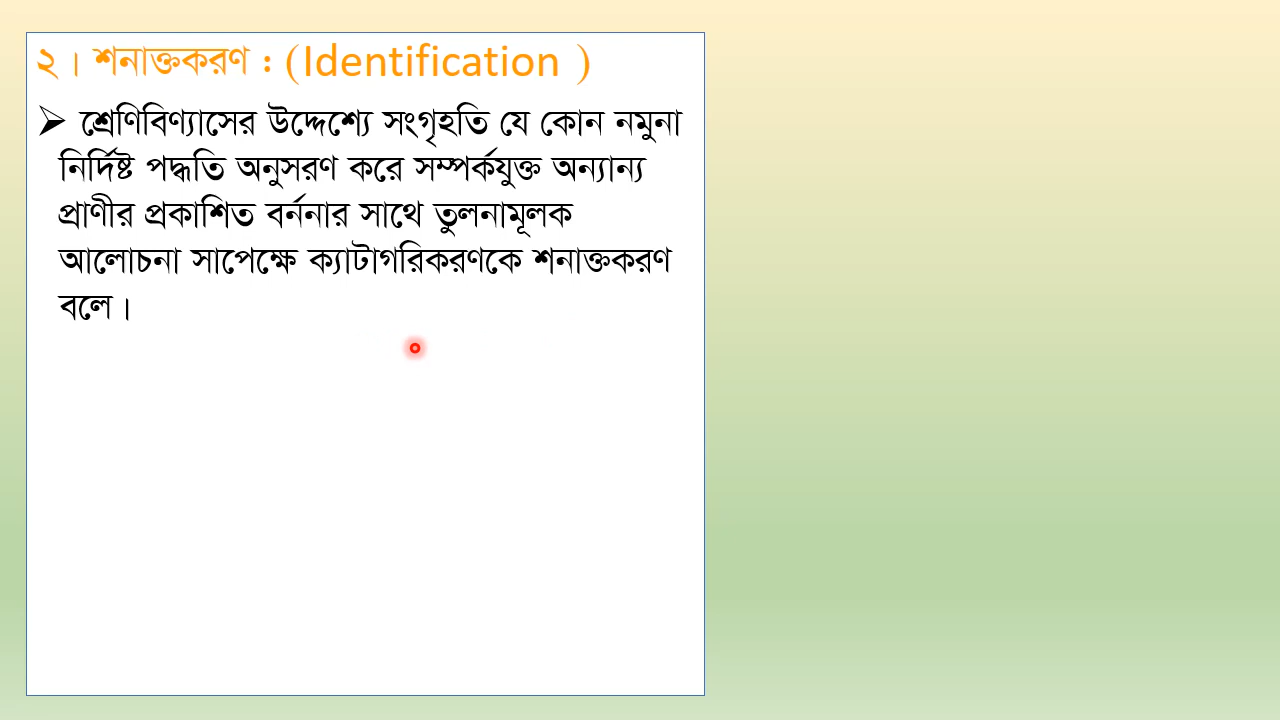 ২। শনাক্তকরণ : (Identification )
➢ শ্রেণিবিণ্যাসের উদ্দেশ্যে সংগৃহতি যে কোন নমুনা
নির্দিষ্ট পদ্ধতি অনুসরণ করে সম্পর্কযুক্ত অন্যান্য
প্রাণীর প্রকাশিত বর্ননার সাথে তুলনামূলক
আলোচনা সাপেক্ষে ক্যাটাগরিকরণকে শনাক্তকরণ
বলে।